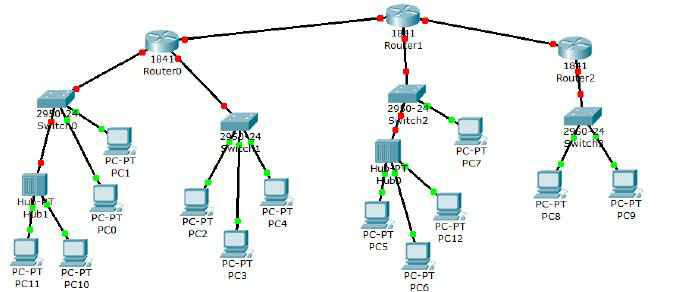 1841
Router0
1841
Router1
1841
Router2
2950-24
Switch0
2950-24
Switch1
2950-24
Switch2
2950-24
Switch3
PC-PT
PC1
PC-PT
PC7
Hub-PT
Hub1
Hub-PT
Hub0
PC-PT
PC0
PC-PT
PC2
PC-PT
PC3
PC-PT
PC4
PC-PT
PC5
PC-PT
PC12
PC-PT
PC8
PC-PT
PC9
PC-PT
PC11
PC-PT
PC10
PC-PT
PC6